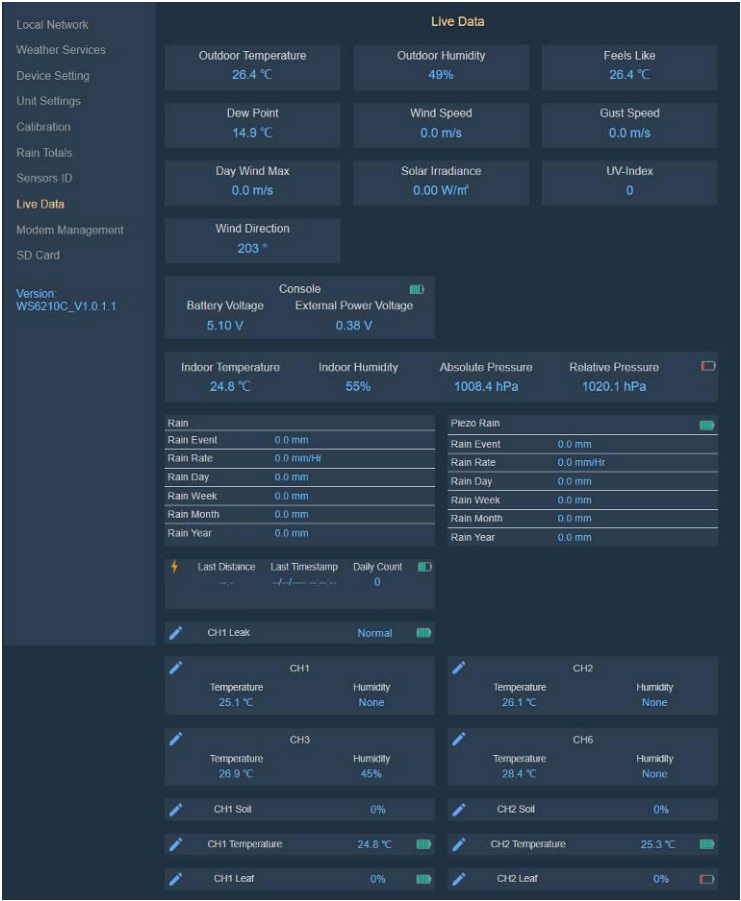 Local Network
Weather Services
Device Setting
Unit Settings
Calibration
Rain Totals
Sensors ID
Live Data
Modem Management
SD Card
Version:
WS6210C_V1.0.1.1
Live Data
Outdoor Temperature Outdoor Humidity Feels Like
26.4 ℃ 49% 26.4 ℃
Dew Point Wind Speed Gust Speed
14.9 ℃ 0.0 m/s 0.0 m/s
Day Wind Max Solar Irradiance UV-Index
0.0 m/s 0.00 W/㎡ 0
Wind Direction
203 °
Console
Battery Voltage External Power Voltage
5.10 V 0.38 V
Indoor Temperature Indoor Humidity Absolute Pressure Relative Pressure
24.8 ℃ 55% 1008.4 hPa 1020.1 hPa
Rain
Rain Event 0.0 mm
Rain Rate 0.0 mm/Hr
Rain Day 0.0 mm
Rain Week 0.0 mm
Rain Month 0.0 mm
Rain Year 0.0 mm
Piezo Rain
Rain Event 0.0 mm
Rain Rate 0.0 mm/Hr
Rain Day 0.0 mm
Rain Week 0.0 mm
Rain Month 0.0 mm
Rain Year 0.0 mm
Last Distance Last Timestamp Daily Count
--.- --/--/---- --:--:-- 0
CH1 Leak Normal
CH1
Temperature Humidity
25.1 ℃ None
CH2
Temperature Humidity
26.1 ℃ None
CH3
Temperature Humidity
26.9 ℃ 45%
CH6
Temperature Humidity
28.4 ℃ None
CH1 Soil 0%
CH2 Soil 0%
CH1 Temperature 24.8 ℃
CH2 Temperature 25.3 ℃
CH1 Leaf 0%
CH2 Leaf 0%